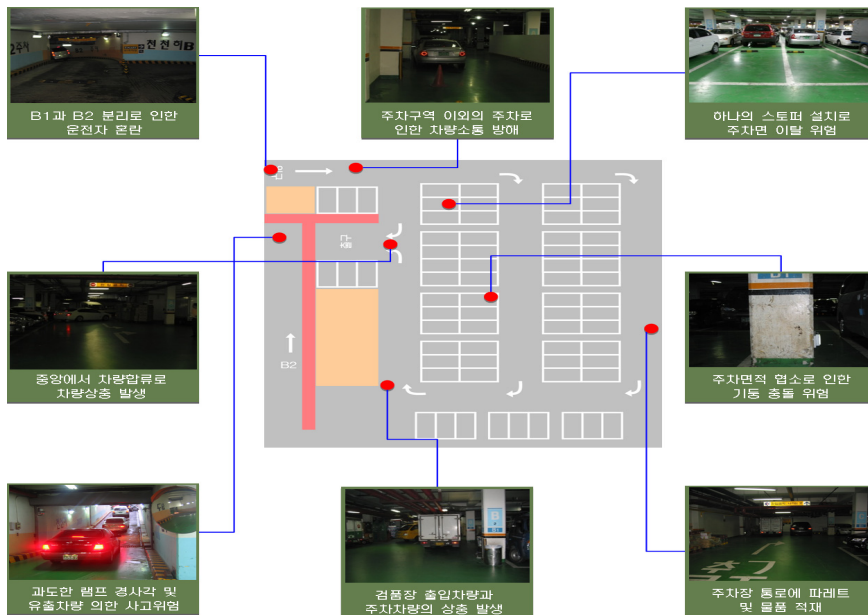 2주차
천천히
B1과 B2 분리로 인한
운전자 혼란
주차구역 이외의 주차로
인한 차량소통 방해
하나의 스토퍼 설치로
주차면 이탈 위험
중앙에서 차량합류로
차량상충 발생
주차면적 협소로 인한
기둥 충돌 위험
B2
과도한 램프 경사각 및
유출차량 의한 사고위험
검품장 출입차량과
주차차량의 상충 발생
주차장 통로에 파레트
및 물품 적재